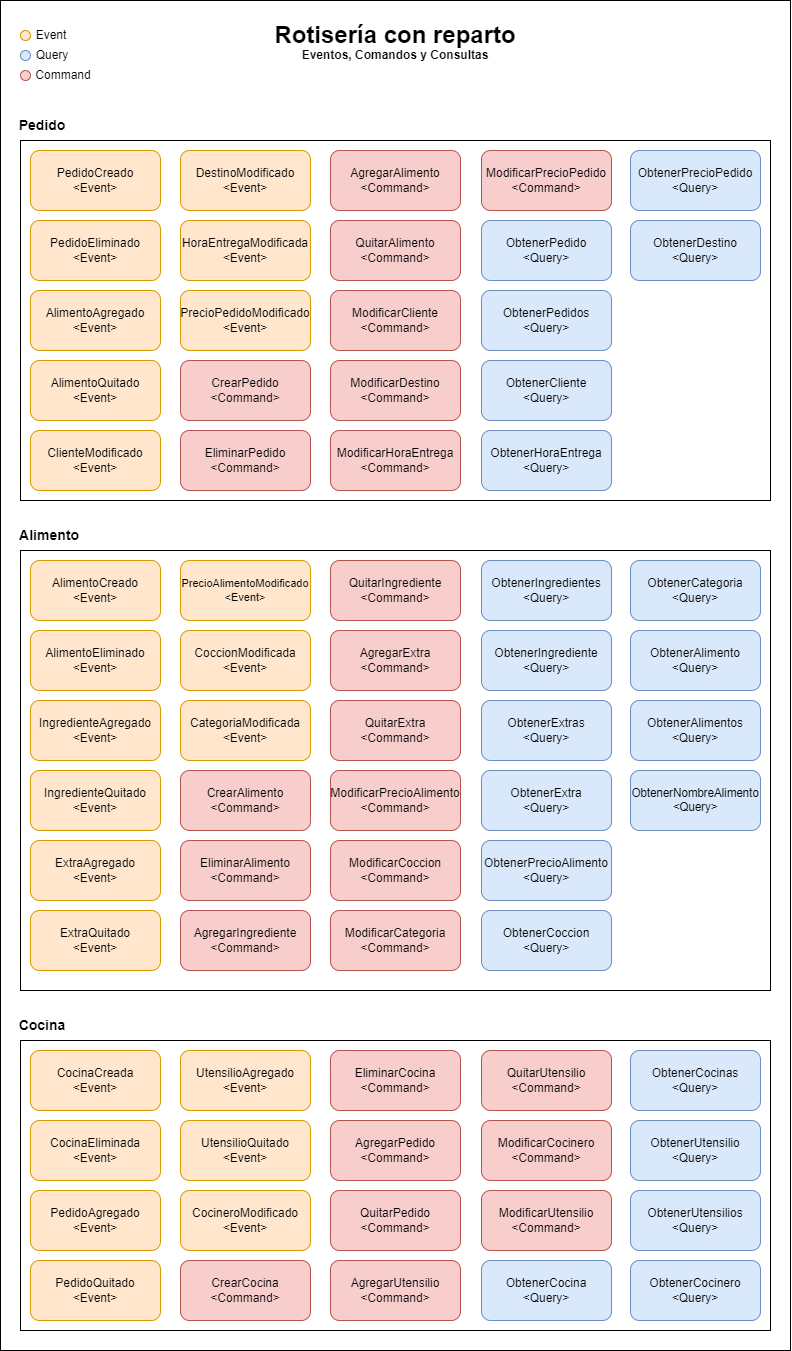 Rotisería con reparto
Eventos, Comandos y Consultas
Event
Query
Command
Pedido
PedidoCreado
<Event>
DestinoModificado
<Event>
AgregarAlimento
<Command>
ModificarPrecioPedido
<Command>
ObtenerPrecioPedido
<Query>
PedidoEliminado
<Event>
HoraEntregaModificada
<Event>
QuitarAlimento
<Command>
ObtenerPedido
<Query>
ObtenerDestino
<Query>
AlimentoAgregado
<Event>
PrecioPedidoModificado
<Event>
ModificarCliente
<Command>
ObtenerPedidos
<Query>
AlimentoQuitado
<Event>
CrearPedido
<Command>
ModificarDestino
<Command>
ObtenerCliente
<Query>
ClienteModificado
<Event>
EliminarPedido
<Command>
ModificarHoraEntrega
<Command>
ObtenerHoraEntrega
<Query>
Alimento
AlimentoCreado
<Event>
PrecioAlimentoModificado
<Event>
QuitarIngrediente
<Command>
ObtenerIngredientes
<Query>
ObtenerCategoria
<Query>
AlimentoEliminado
<Event>
CoccionModificada
<Event>
AgregarExtra
<Command>
ObtenerIngrediente
<Query>
ObtenerAlimento
<Query>
IngredienteAgregado
<Event>
CategoriaModificada
<Event>
QuitarExtra
<Command>
ObtenerExtras
<Query>
ObtenerAlimentos
<Query>
IngredienteQuitado
<Event>
CrearAlimento
<Command>
ModificarPrecioAlimento
<Command>
ObtenerExtra
<Query>
ObtenerNombreAlimento
<Query>
ExtraAgregado
<Event>
EliminarAlimento
<Command>
ModificarCoccion
<Command>
ObtenerPrecioAlimento
<Query>
ExtraQuitado
<Event>
AgregarIngrediente
<Command>
ModificarCategoria
<Command>
ObtenerCoccion
<Query>
Cocina
CocinaCreada
<Event>
UtensilioAgregado
<Event>
EliminarCocina
<Command>
QuitarUtensilio
<Command>
ObtenerCocinas
<Query>
CocinaEliminada
<Event>
UtensilioQuitado
<Event>
AgregarPedido
<Command>
ModificarCocinero
<Command>
ObtenerUtensilio
<Query>
PedidoAgregado
<Event>
CocineroModificado
<Event>
QuitarPedido
<Command>
ModificarUtensilio
<Command>
ObtenerUtensilios
<Query>
PedidoQuitado
<Event>
CrearCocina
<Command>
AgregarUtensilio
<Command>
ObtenerCocina
<Query>
ObtenerCocinero
<Query>